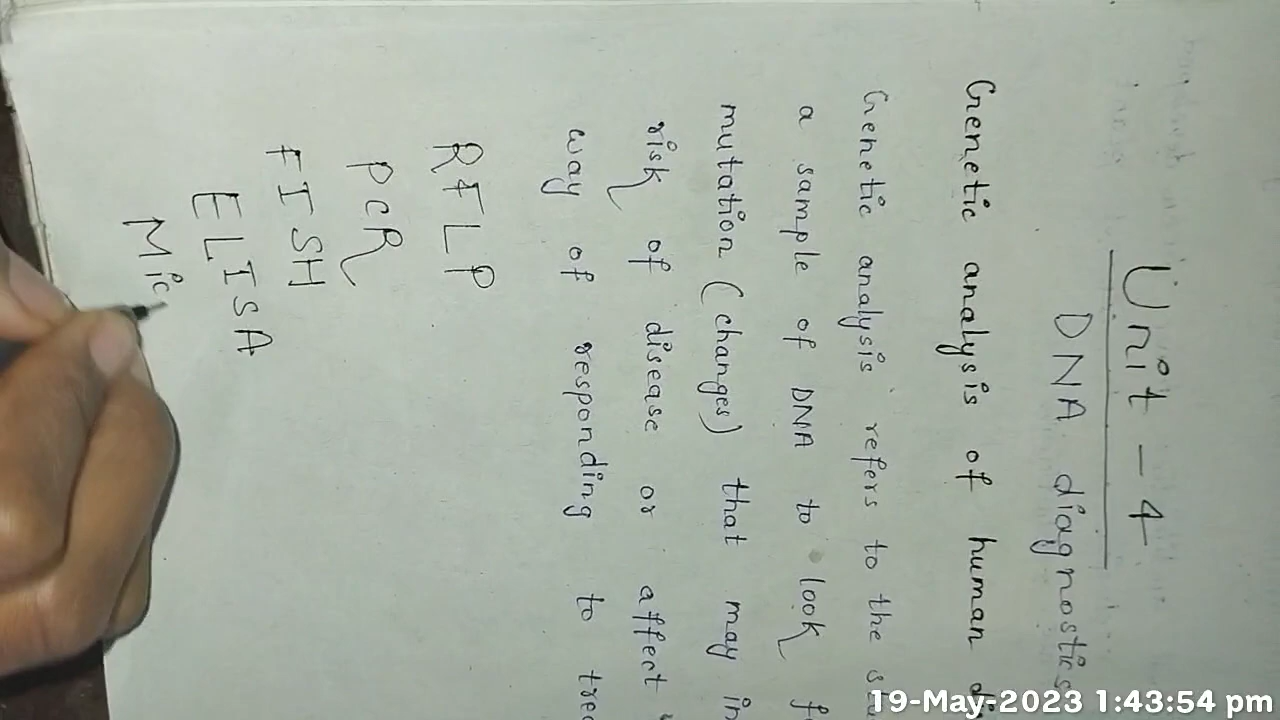 Unit - 4
DNA diagnostics
Genetic analysis of human
Genetic analysis refers to the
a sample of DNA to look
mutation (changes) that may
risk of disease or affect
way of responding to
RFLP
PCR
FISH
ELISA
Mic
19-May-2023 1:43:54 pm